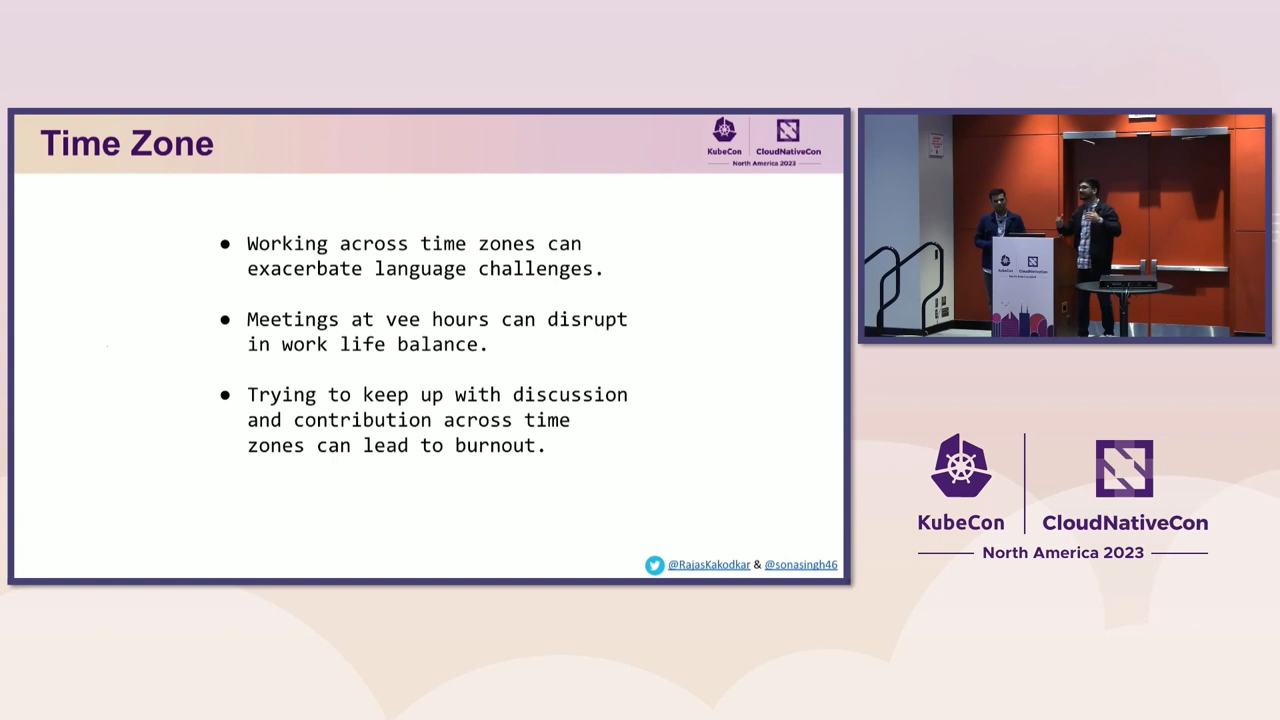 Time Zone
KubeCon
CloudNativeCon
North America 2023
● Working across time zones can
exacerbate language challenges.
● Meetings at vee hours can disrupt
in work life balance.
● Trying to keep up with discussion
and contribution across time
zones can lead to burnout.
@RajasKakodkar & @sonasingh46
KubeCon
CloudNativeCon
KubeCon
CloudNativeCon
North America 2023